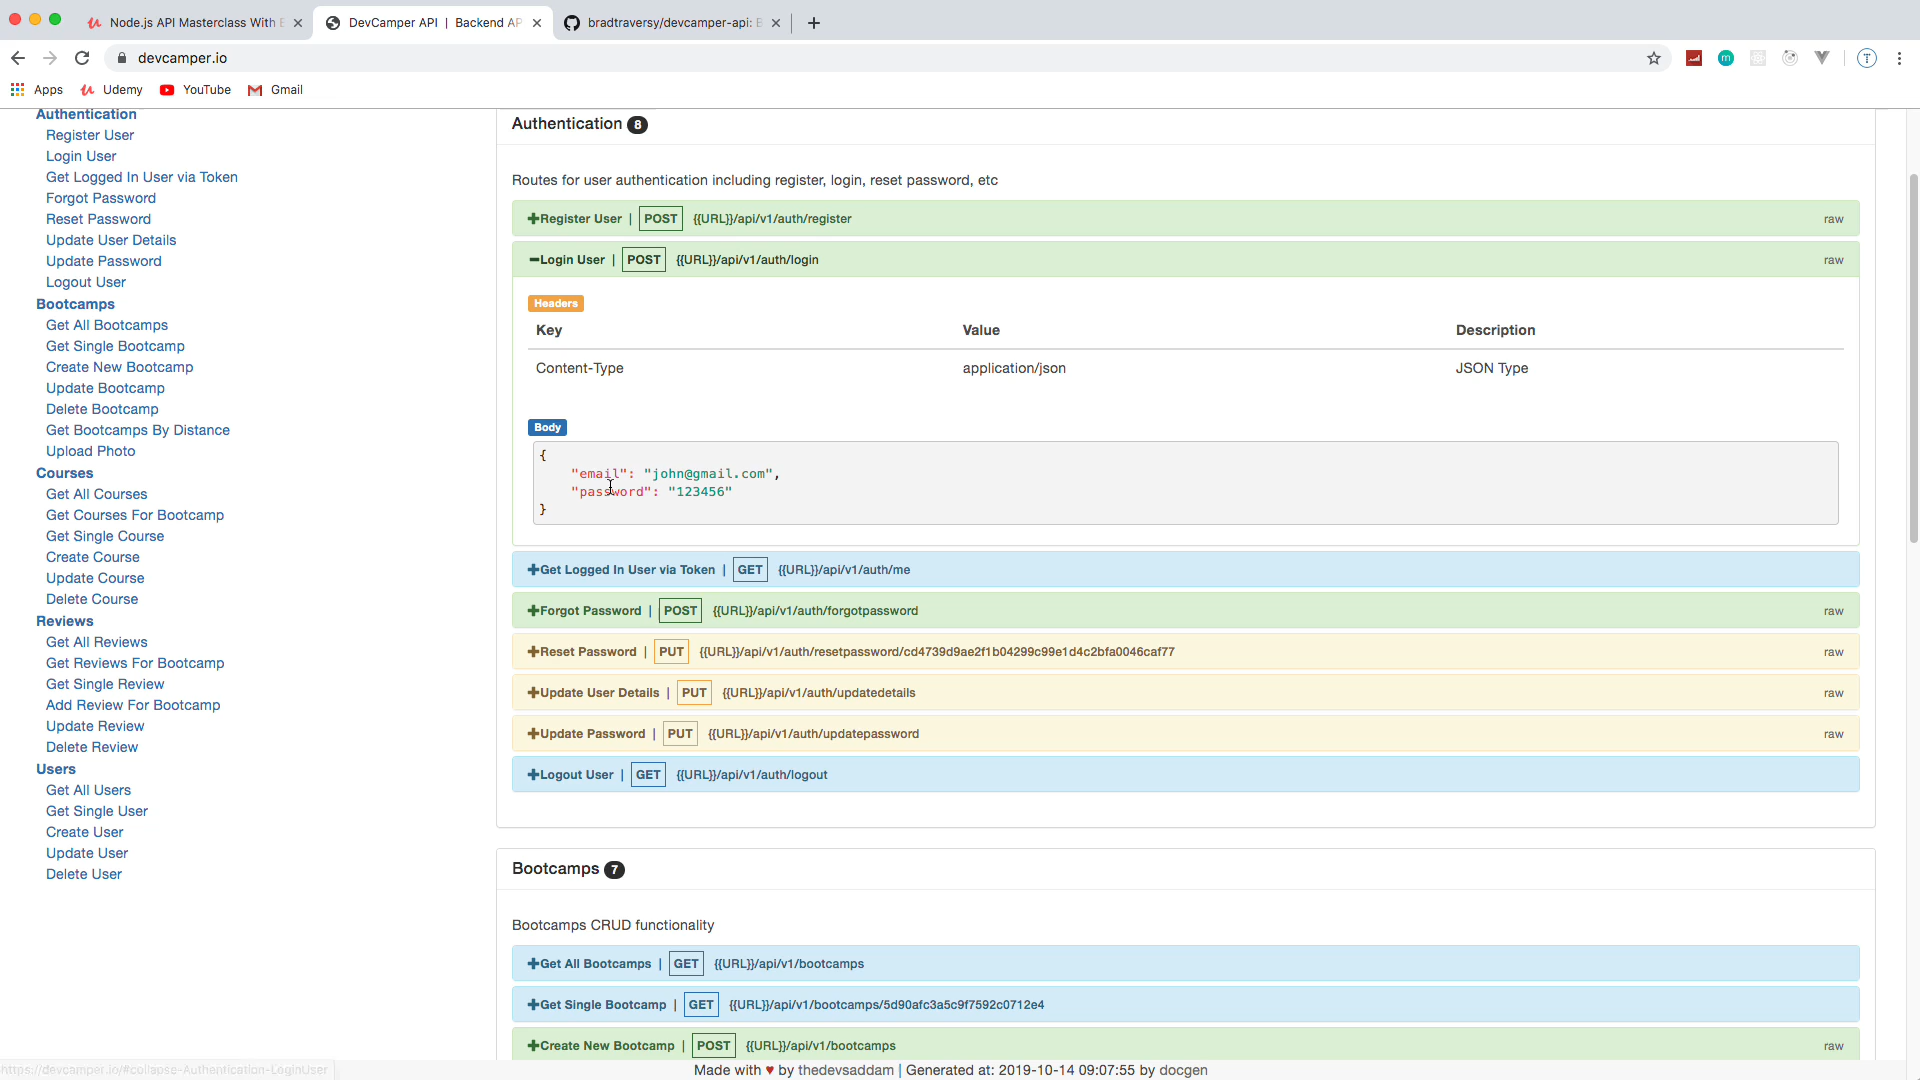 Node.js API Masterclass With E
DevCamper API | Backend AP
bradtraversy/devcamper-api: B
devcamper.io
m
T
Apps
Udemy
YouTube
Gmail
Authentication
Register User
Login User
Get Logged In User via Token
Forgot Password
Reset Password
Update User Details
Update Password
Logout User
Bootcamps
Get All Bootcamps
Get Single Bootcamp
Create New Bootcamp
Update Bootcamp
Delete Bootcamp
Get Bootcamps By Distance
Upload Photo
Courses
Get All Courses
Get Courses For Bootcamp
Get Single Course
Create Course
Update Course
Delete Course
Reviews
Get All Reviews
Get Reviews For Bootcamp
Get Single Review
Add Review For Bootcamp
Update Review
Delete Review
Users
Get All Users
Get Single User
Create User
Update User
Delete User
Authentication 8
Routes for user authentication including register, login, reset password, etc
Register User | POST {{URL}}/api/v1/auth/register raw
Login User | POST {{URL}}/api/v1/auth/login raw
Headers
Key Value Description
Content-Type application/json JSON Type
Body
{
"email": "john@gmail.com",
"password": "123456"
}
Get Logged In User via Token | GET {{URL}}/api/v1/auth/me
Forgot Password | POST {{URL}}/api/v1/auth/forgotpassword raw
Reset Password | PUT {{URL}}/api/v1/auth/resetpassword/cd4739d9ae2f1b04299c99e1d4c2bfa0046caf77 raw
Update User Details | PUT {{URL}}/api/v1/auth/updatedetails raw
Update Password | PUT {{URL}}/api/v1/auth/updatepassword raw
Logout User | GET {{URL}}/api/v1/auth/logout
Bootcamps 7
Bootcamps CRUD functionality
Get All Bootcamps | GET {{URL}}/api/v1/bootcamps
Get Single Bootcamp | GET {{URL}}/api/v1/bootcamps/5d90afc3a5c9f7592c0712e4
Create New Bootcamp | POST {{URL}}/api/v1/bootcamps raw
https://devcamper.io/#collapse-Authentication-LoginUser
Made with ♥ by thedevsaddam | Generated at: 2019-10-14 09:07:55 by docgen